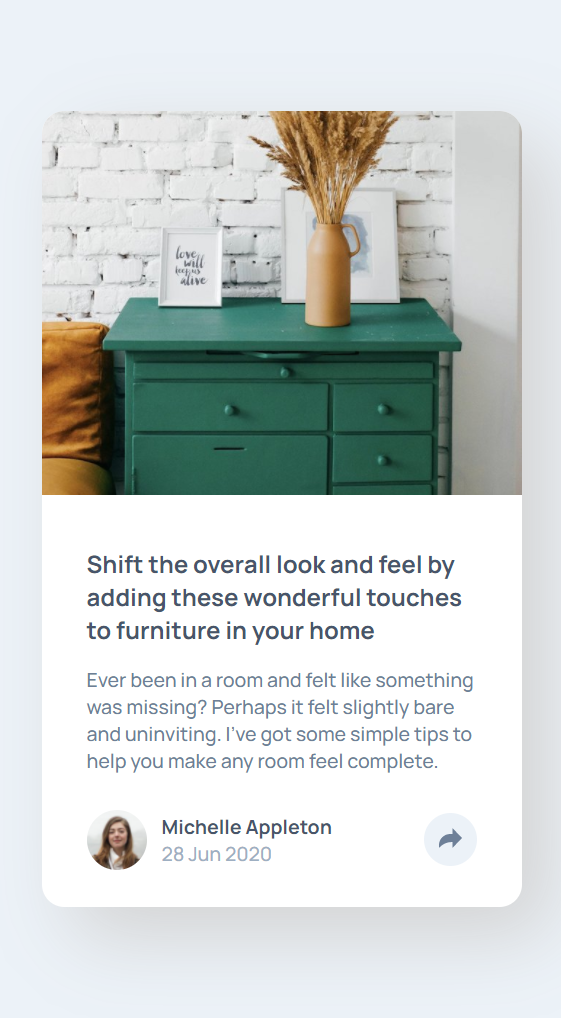 love
will
keep us
alive
Shift the overall look and feel by
adding these wonderful touches
to furniture in your home
Ever been in a room and felt like something
was missing? Perhaps it felt slightly bare
and uninviting. I’ve got some simple tips to
help you make any room feel complete.
Michelle Appleton
28 Jun 2020